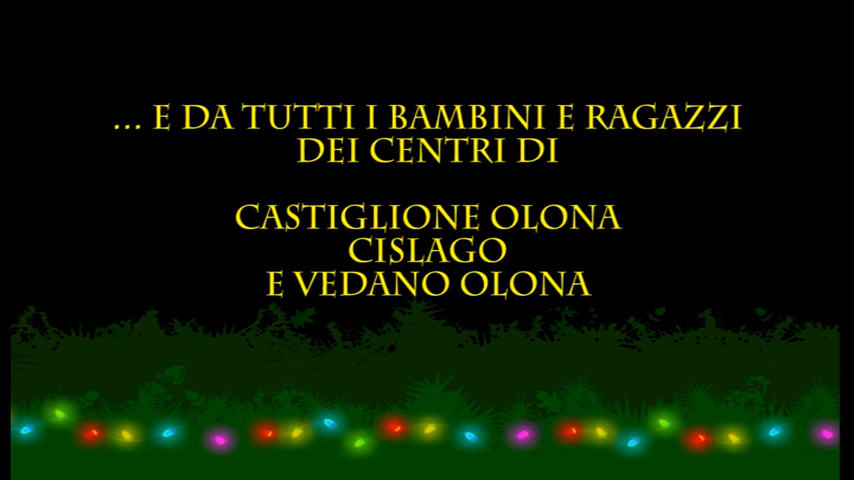 ... E DA TUTTI I BAMBINI E RAGAZZI
DEI CENTRI DI
CASTIGLIONE OLONA
CISLAGO
E VEDANO OLONA